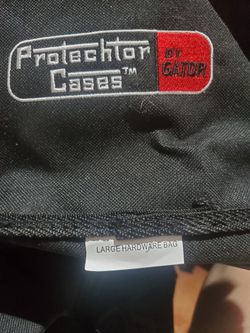 Protechtor
Cases™
BY
GATOR
LARGE HARDWARE BAG